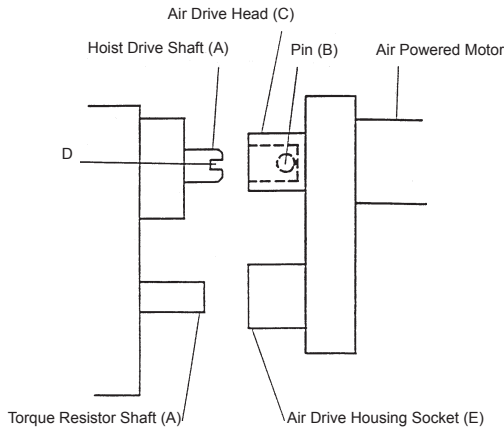 Air Drive Head (C)
Hoist Drive Shaft (A)
Pin (B)
Air Powered Motor
D
Torque Resistor Shaft (A)
Air Drive Housing Socket (E)